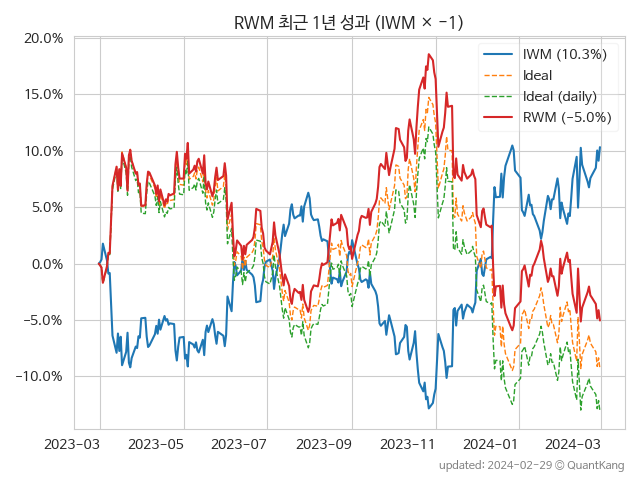 RWM 최근 1년 성과 (IWM × −1)
20.0%
15.0%
10.0%
5.0%
0.0%
−5.0%
−10.0%
IWM (10.3%)
Ideal
Ideal (daily)
RWM (−5.0%)
2023-03 2023-05 2023-07 2023-09 2023-11 2024-01 2024-03
updated: 2024-02-29 ⓒ QuantKang